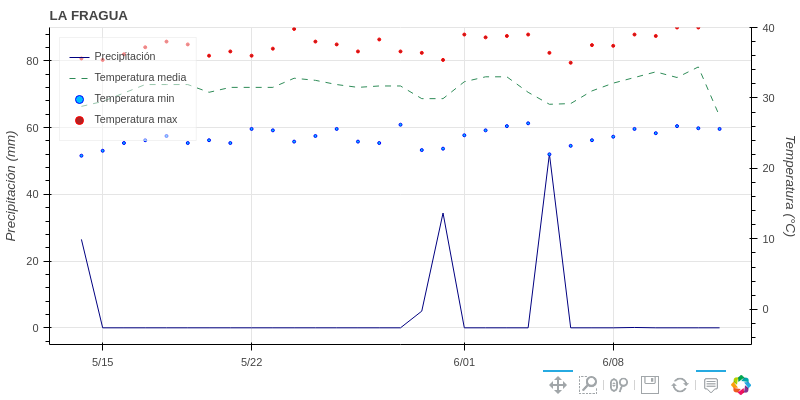 LA FRAGUA
Precipitación
Temperatura media
Temperatura min
Temperatura max
Precipitación (mm)
80
60
40
20
0
Temperatura (°C)
40
30
20
10
0
5/15
5/22
6/01
6/08